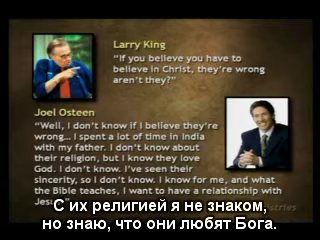 Larry King
“If you believe you have to
believe in Christ, they're wrong
aren't they?”
Joel Osteen
“Well, I don't know if I believe they're
wrong... I spent a lot of time in India
with my father. I don't know about
their religion, but I know they love
God. I don't know. I've seen their
sincerity, so I don't know. I know for me, and what
the Bible teaches, I want to have a relationship with
С их религией я не знаком,
но знаю, что они любят Бога.